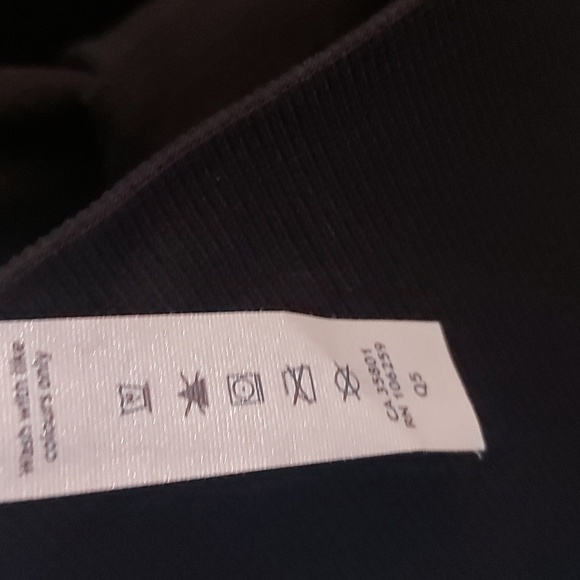 Wash with like
colours only
CA 35801
RN 106259
Q5